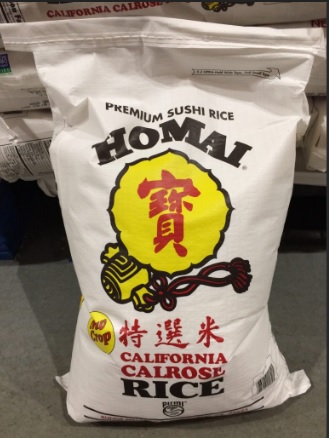 CALIFORNIA CALROSE
PREMIUM SUSHI RICE
HOMAI
寶
New Crop
特選米
CALIFORNIA
CALROSE
RICE